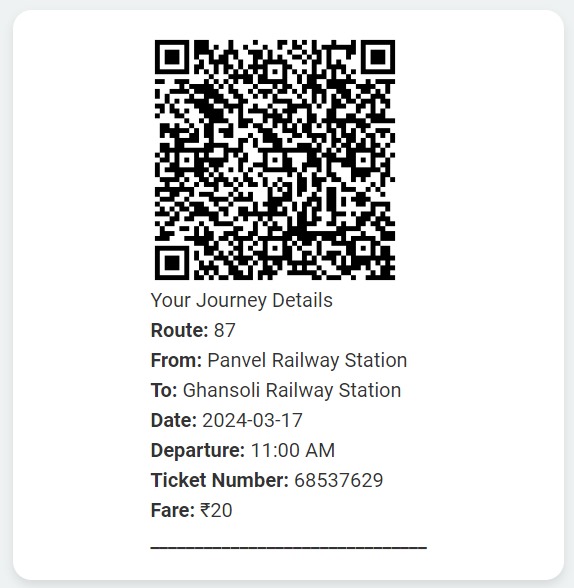 Your Journey Details
Route: 87
From: Panvel Railway Station
To: Ghansoli Railway Station
Date: 2024-03-17
Departure: 11:00 AM
Ticket Number: 68537629
Fare: ₹20